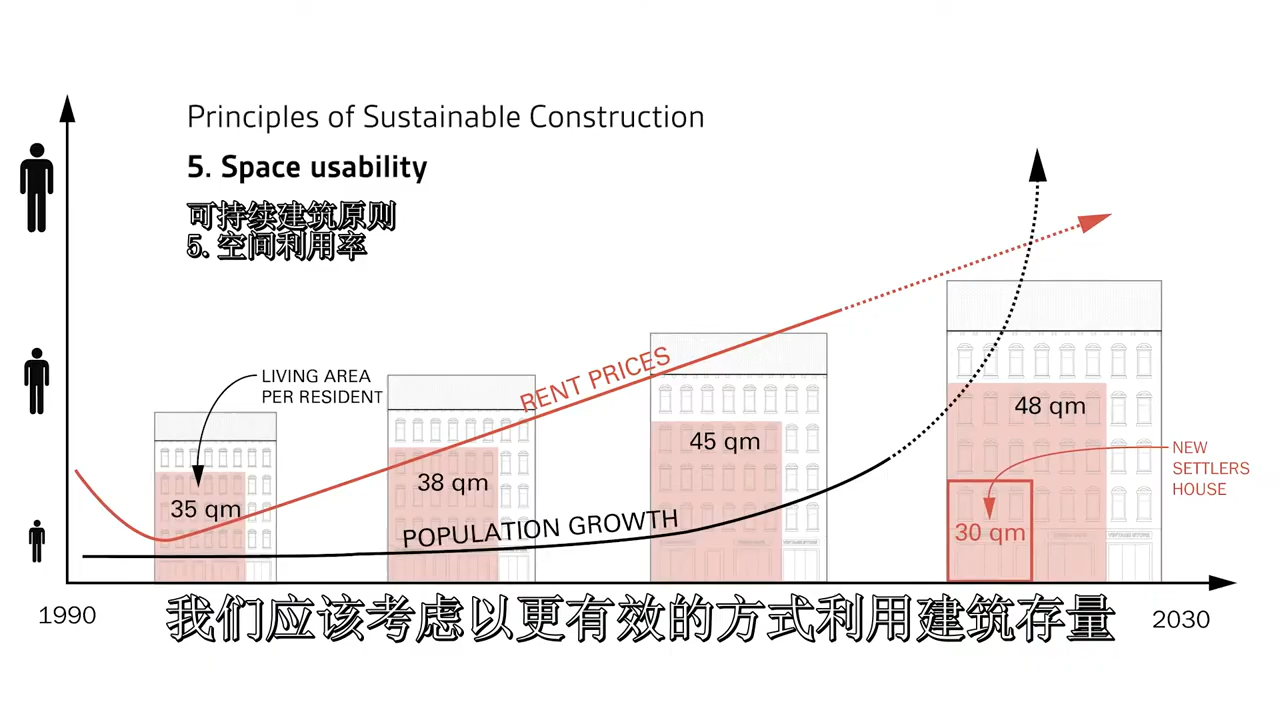 Principles of Sustainable Construction
5. Space usability
可持续建筑原则
5. 空间利用率
LIVING AREA
PER RESIDENT
RENT PRICES
35 qm
38 qm
45 qm
48 qm
POPULATION GROWTH
NEW
SETTLERS
HOUSE
30 qm
1990
2030
我们应该考虑以更有效的方式利用建筑存量